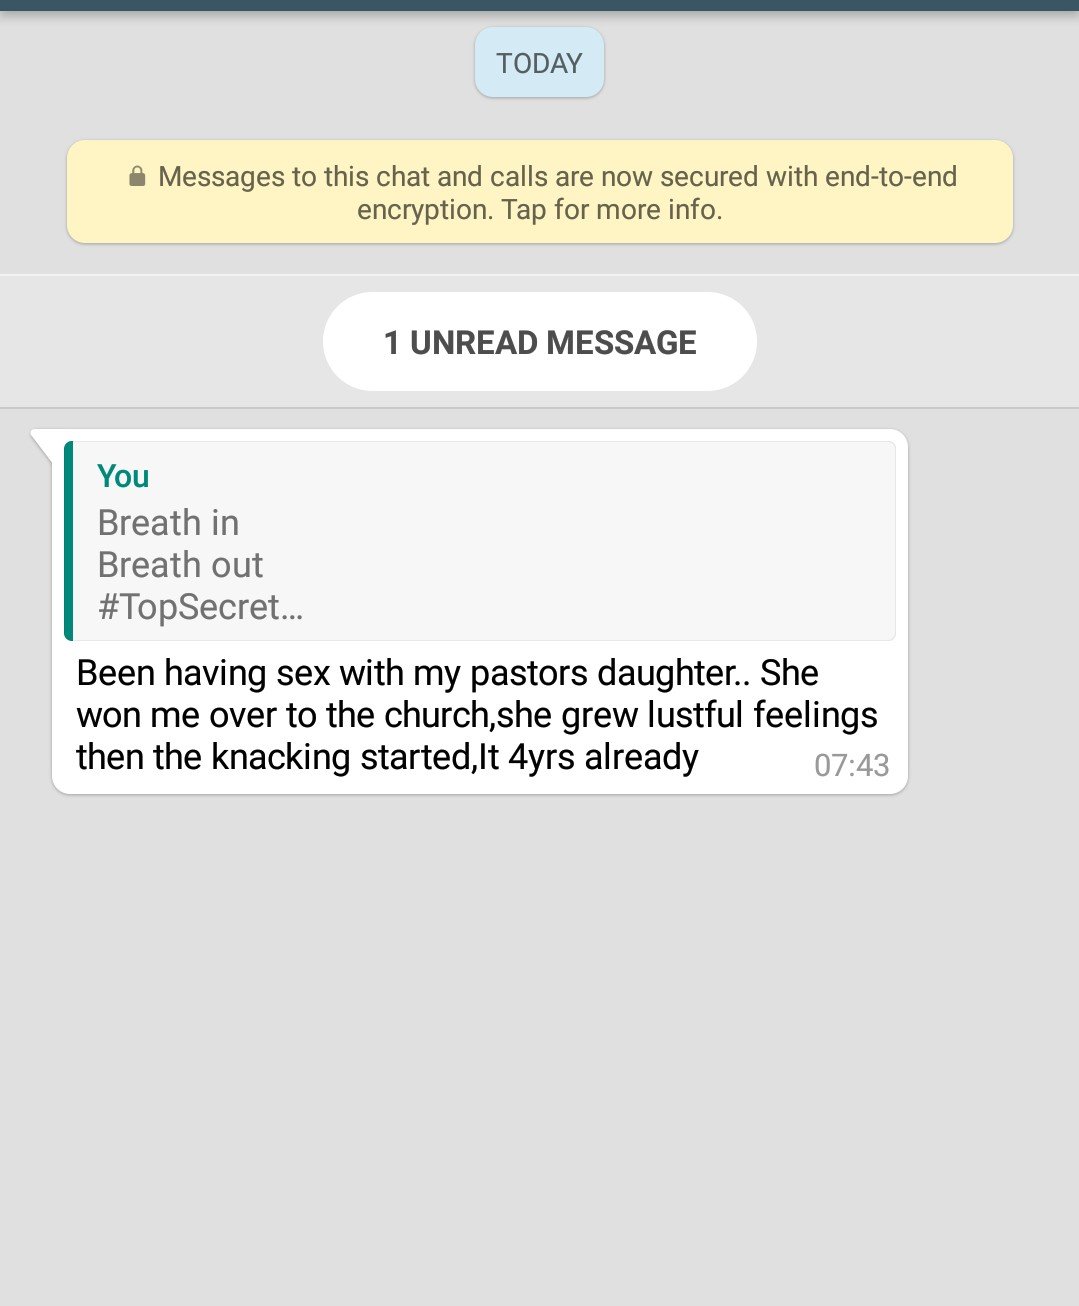 TODAY
Messages to this chat and calls are now secured with end-to-end
encryption. Tap for more info.
1 UNREAD MESSAGE
You
Breath in
Breath out
#TopSecret...
Been having sex with my pastors daughter.. She
won me over to the church,she grew lustful feelings
then the knacking started,It 4yrs already
07:43